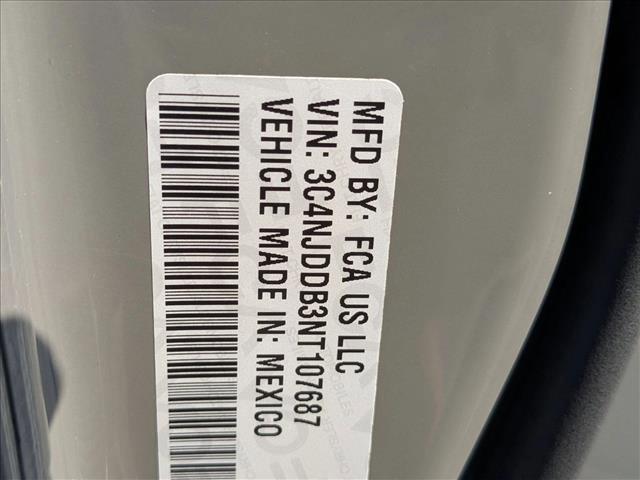 MFD BY: FCA US LLC
VIN: 3C4NJDDB3NT107687
VEHICLE MADE IN: MEXICO